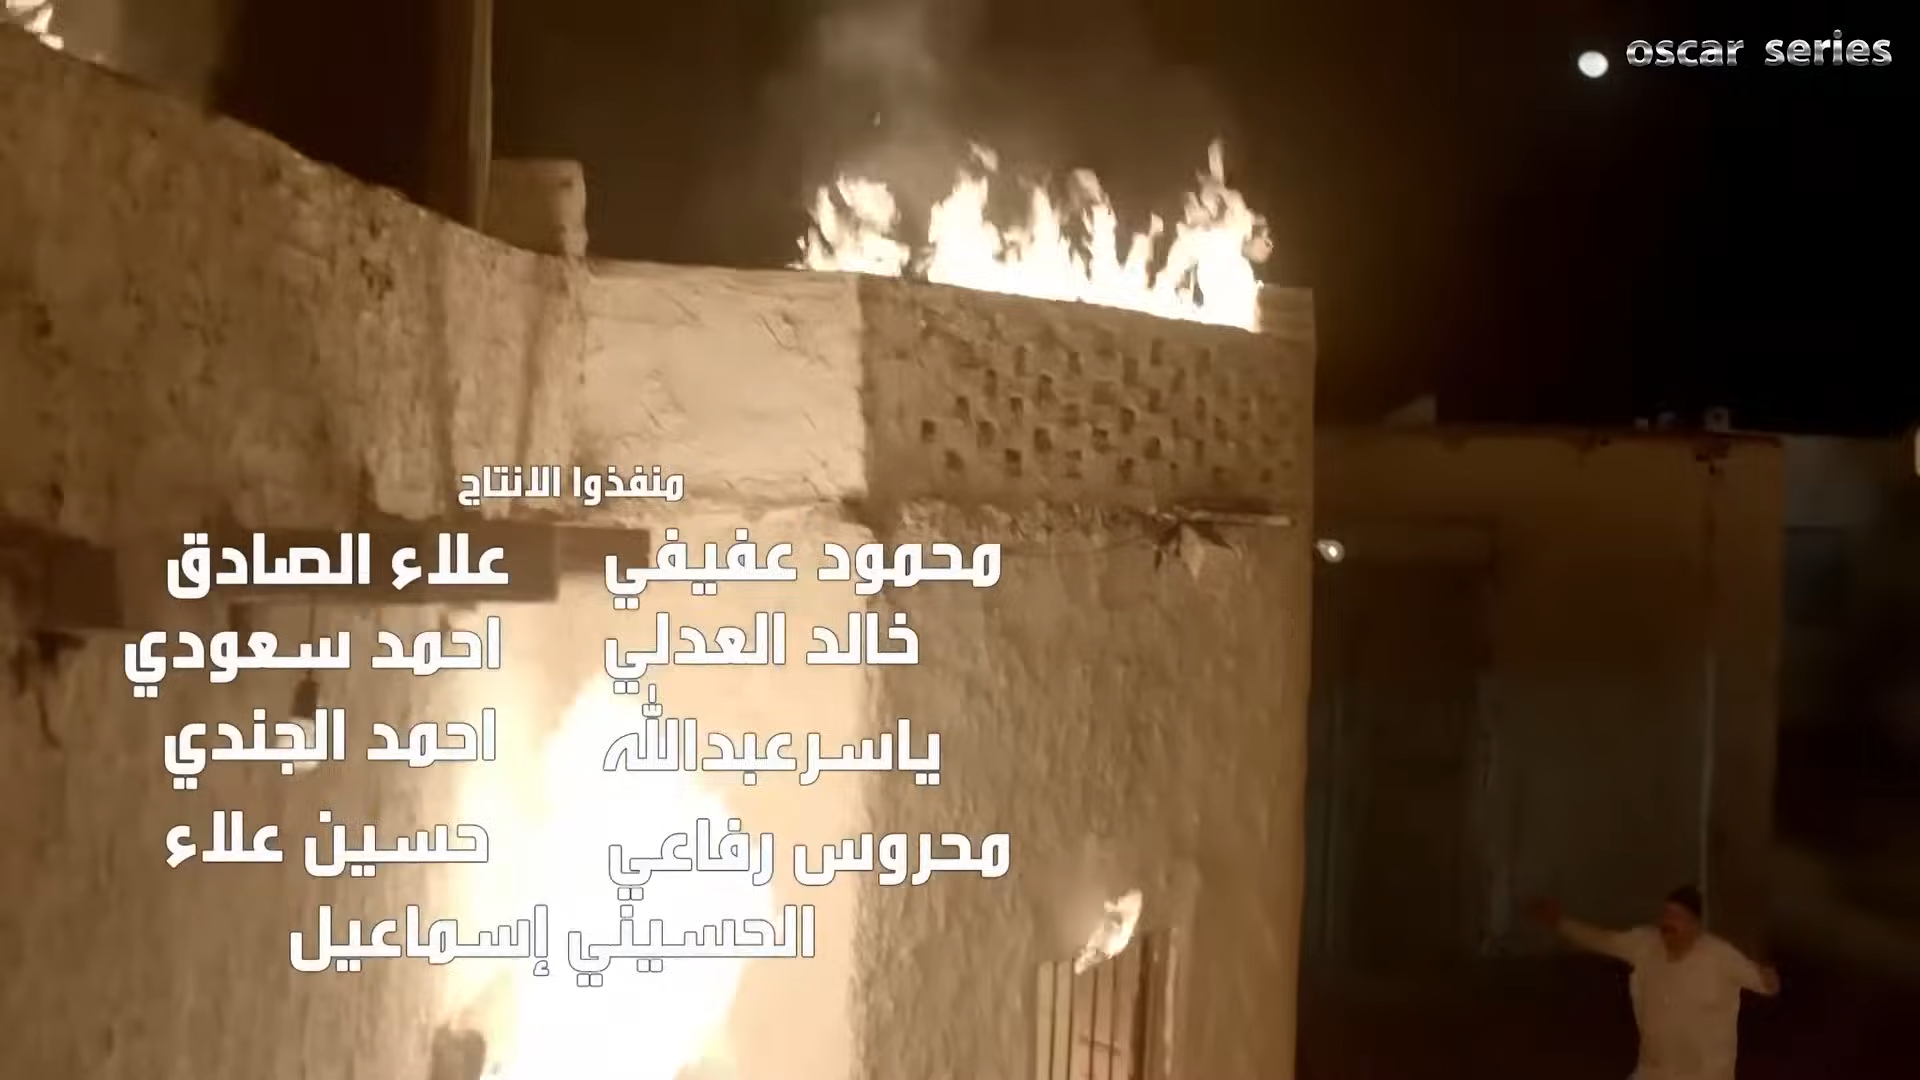 oscar series
منفذوا الانتاج
محمود عفيفي علاء الصادق
خالد العدلي احمد سعودي
ياسرعبدالله احمد الجندي
محروس رفاعي حسين علاء
الحسيني إسماعيل